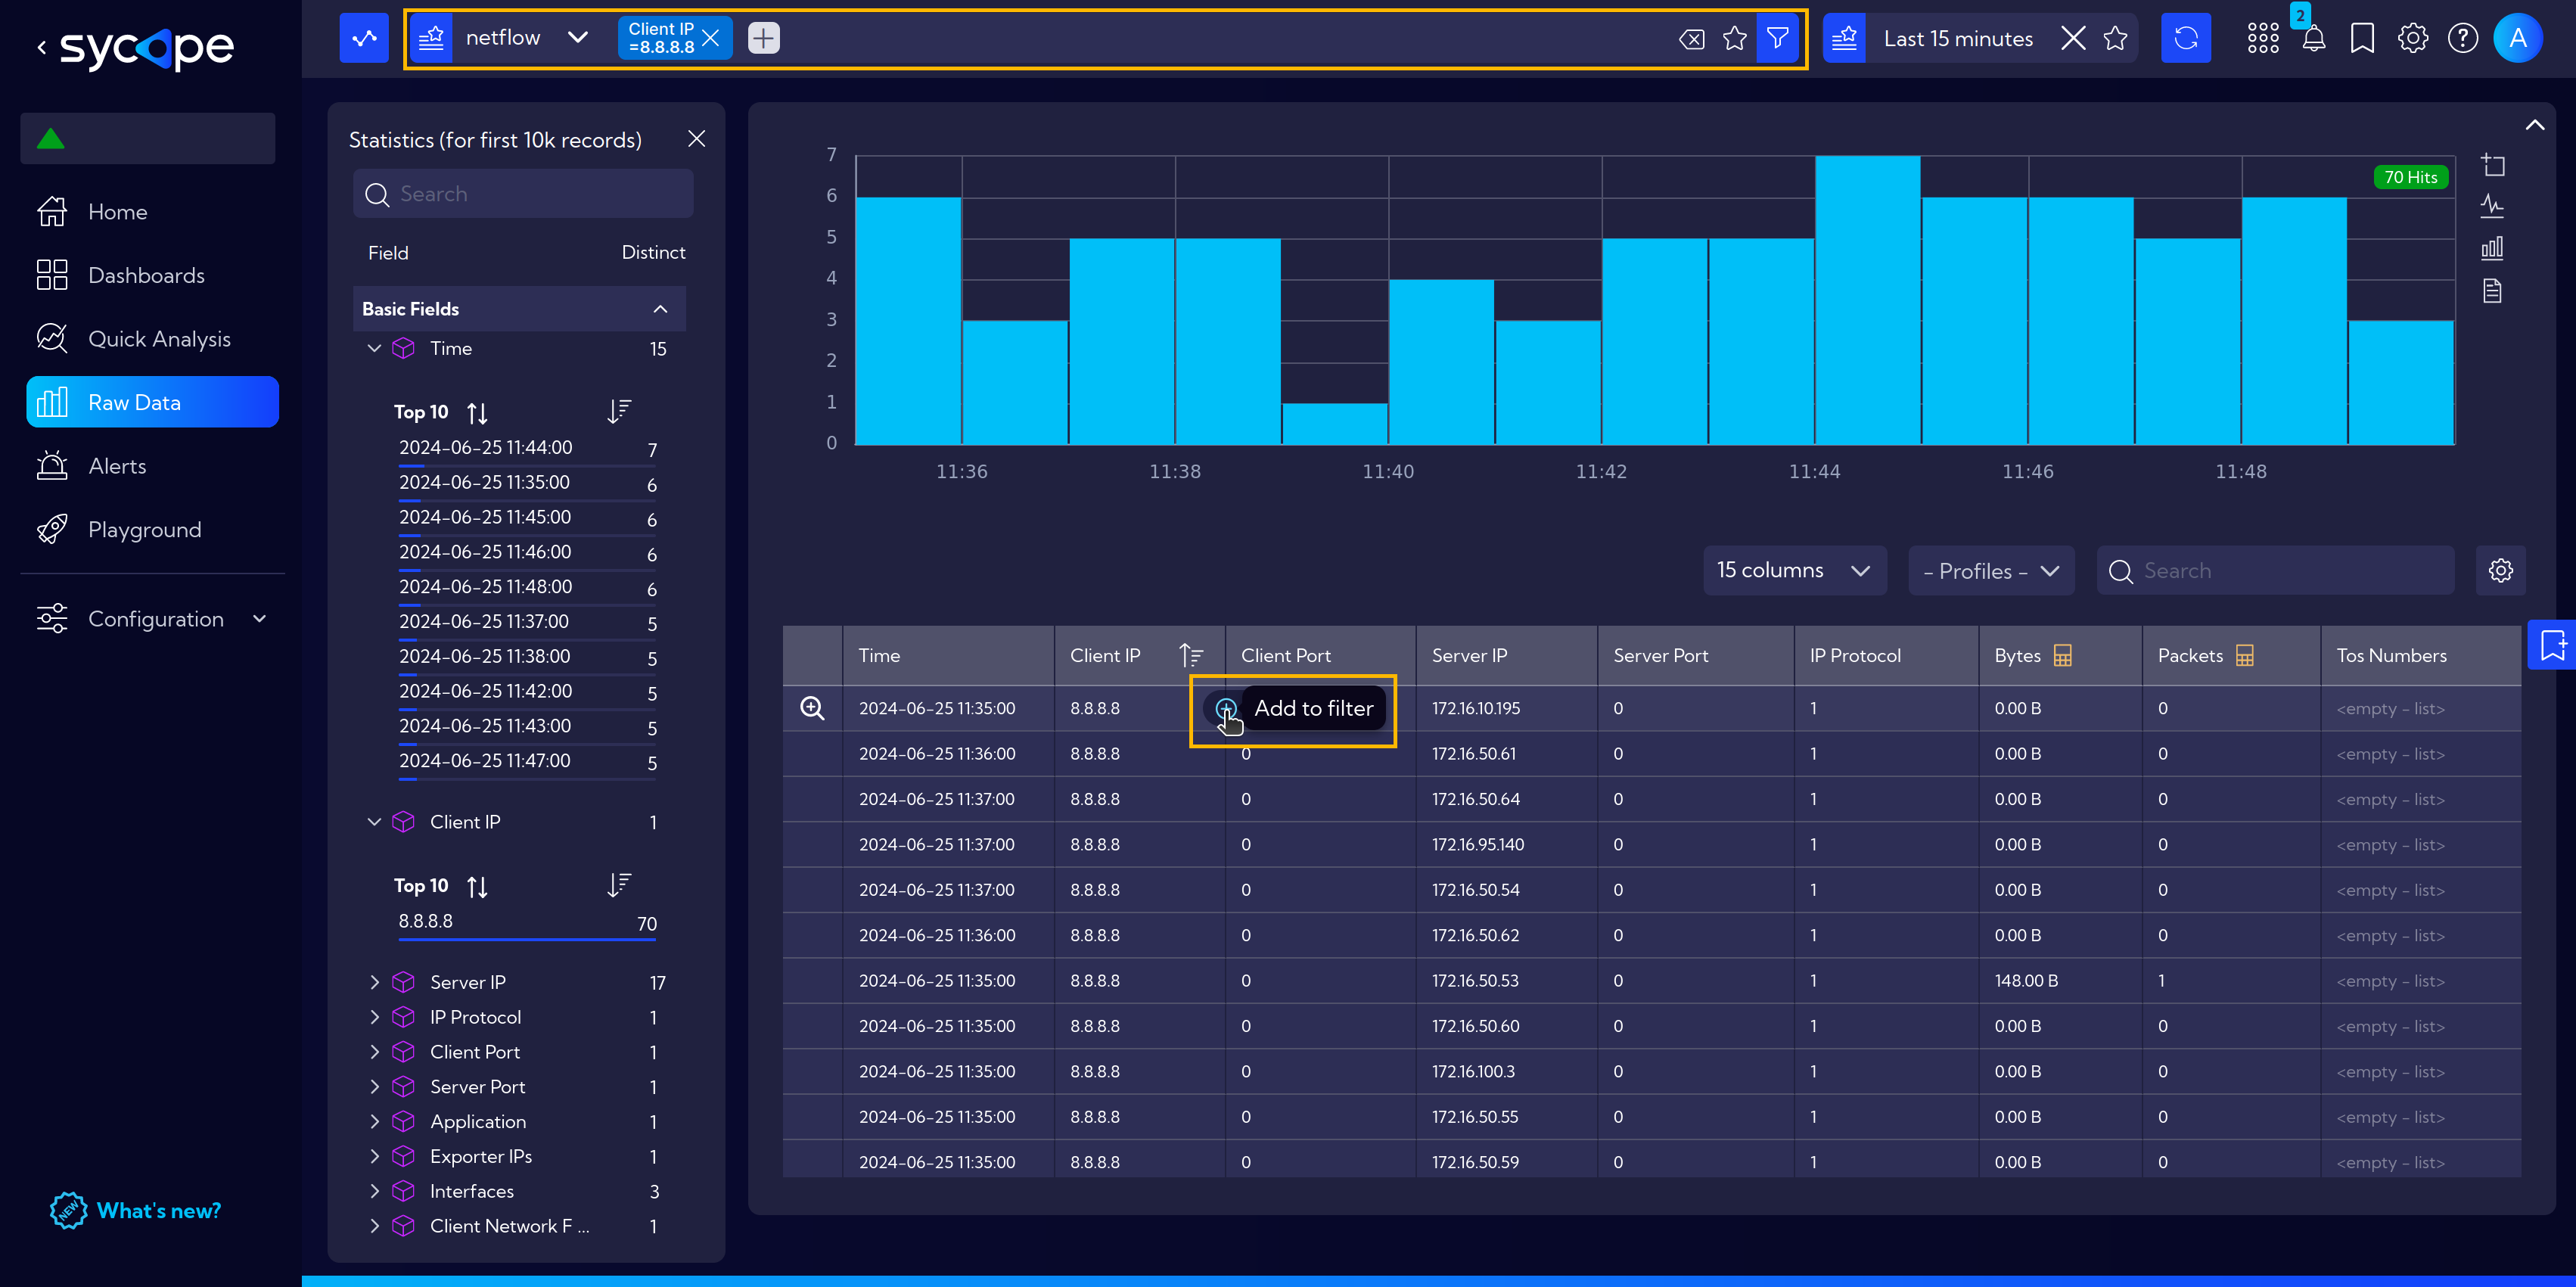 sycope
netflow
Client IP
=8.8.8.8
Last 15 minutes
2
A
Home
Dashboards
Quick Analysis
Raw Data
Alerts
Playground
Configuration
NEW
What's new?
Statistics (for first 10k records)
Search
Field Distinct
Basic Fields
Time 15
Top 10
2024-06-25 11:44:00 7
2024-06-25 11:35:00 6
2024-06-25 11:45:00 6
2024-06-25 11:46:00 6
2024-06-25 11:48:00 6
2024-06-25 11:37:00 5
2024-06-25 11:38:00 5
2024-06-25 11:42:00 5
2024-06-25 11:43:00 5
2024-06-25 11:47:00 5
Client IP 1
Top 10
8.8.8.8 70
Server IP 17
IP Protocol 1
Client Port 1
Server Port 1
Application 1
Exporter IPs 1
Interfaces 3
Client Network F ... 1
7
6
5
4
3
2
1
0
70 Hits
11:36 11:38 11:40 11:42 11:44 11:46 11:48
15 columns - Profiles - Search
Time Client IP Client Port Server IP Server Port IP Protocol Bytes Packets Tos Numbers
2024-06-25 11:35:00 8.8.8.8 Add to filter 172.16.10.195 0 1 0.00 B 0 <empty - list>
2024-06-25 11:36:00 8.8.8.8 0 172.16.50.61 0 1 0.00 B 0 <empty - list>
2024-06-25 11:37:00 8.8.8.8 0 172.16.50.64 0 1 0.00 B 0 <empty - list>
2024-06-25 11:37:00 8.8.8.8 0 172.16.95.140 0 1 0.00 B 0 <empty - list>
2024-06-25 11:37:00 8.8.8.8 0 172.16.50.54 0 1 0.00 B 0 <empty - list>
2024-06-25 11:36:00 8.8.8.8 0 172.16.50.62 0 1 0.00 B 0 <empty - list>
2024-06-25 11:35:00 8.8.8.8 0 172.16.50.53 0 1 148.00 B 1 <empty - list>
2024-06-25 11:35:00 8.8.8.8 0 172.16.50.60 0 1 0.00 B 0 <empty - list>
2024-06-25 11:35:00 8.8.8.8 0 172.16.100.3 0 1 0.00 B 0 <empty - list>
2024-06-25 11:35:00 8.8.8.8 0 172.16.50.55 0 1 0.00 B 0 <empty - list>
2024-06-25 11:35:00 8.8.8.8 0 172.16.50.59 0 1 0.00 B 0 <empty - list>